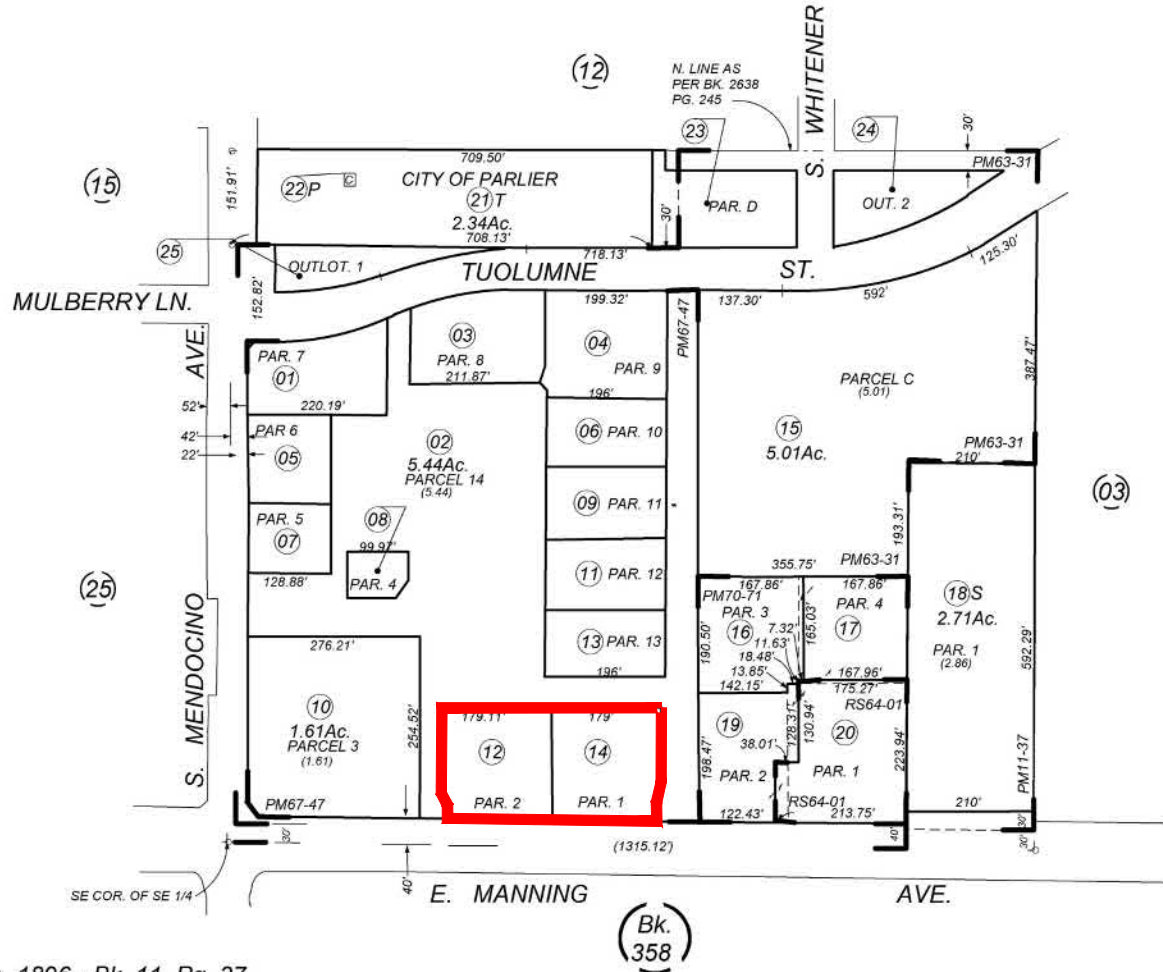 (12)
N. LINE AS
PER BK. 2638
PG. 245
S. WHITENER
23
24
30'
PM63-31
(15)
151.91'
709.50'
CITY OF PARLIER
22 P
C
21 T
2.34Ac.
708.13'
30'
PAR. D
OUT. 2
25
OUTLOT. 1
718.13'
TUOLUMNE ST.
125.30'
MULBERRY LN.
152.82'
199.32'
137.30'
592'
PM67-47
387.47'
PAR. 7
01
220.19'
03
PAR. 8
211.87'
04
PAR. 9
196'
PARCEL C
(5.01)
15
5.01Ac.
52'
42'
22'
PAR 6
05
02
5.44Ac.
PARCEL 14
(5.44)
06 PAR. 10
PM63-31
210'
(03)
09 PAR. 11
193.31'
PAR. 5
07
128.88'
08
99.97'
PAR. 4
11 PAR. 12
355.75'
PM63-31
(25)
167.86'
167.86'
PM70-71
PAR. 3
16
190.50'
165.03'
PAR. 4
17
7.32'
11.63'
18.48'
13.85'
142.15'
167.96'
175.27'
RS64-01
18 S
2.71Ac.
PAR. 1
(2.86)
592.29'
13 PAR. 13
196'
S. MENDOCINO AVE.
276.21'
10
1.61Ac.
PARCEL 3
(1.61)
254.52'
PM67-47
179.11'
179'
12
14
PAR. 2
PAR. 1
19
198.47'
PAR. 2
38.01'
128.31'
130.94'
20
PAR. 1
223.94'
PM11-37
RS64-01
122.43'
213.75'
210'
30'
40'
30'
30'
(1315.12')
SE COR. OF SE 1/4
40'
E. MANNING AVE.
Bk.
358
1896 - Bk. 11, Pg. 37